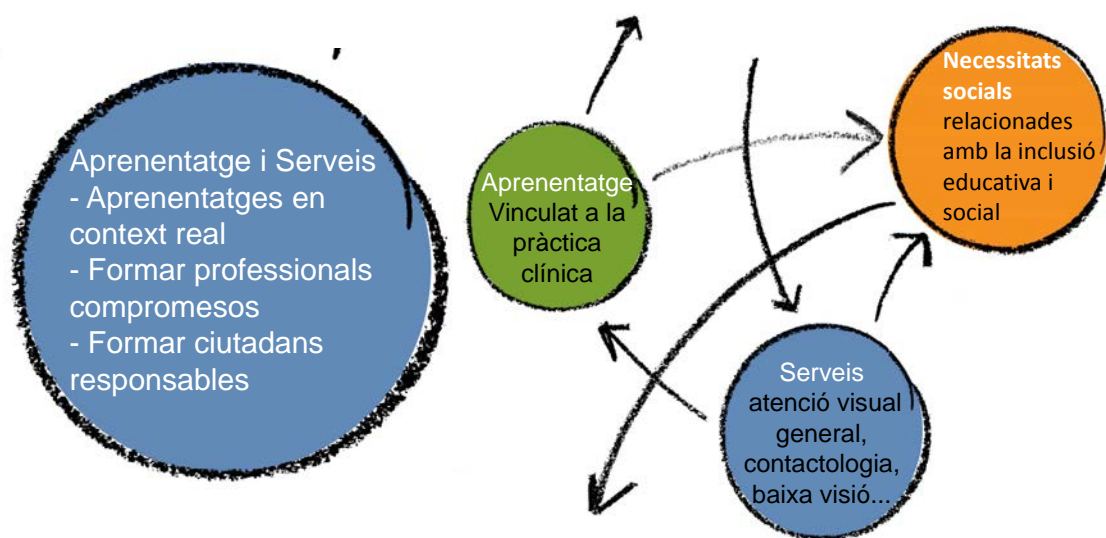 Aprenentatge i Serveis
- Aprenentatges en
context real
- Formar professionals
compromesos
- Formar ciutadans
responsables
Aprenentatge
Vinculat a la
pràctica
clínica
Necessitats
socials
relacionades
amb la inclusió
educativa i
social
Serveis
atenció visual
general,
contactologia,
baixa visió...